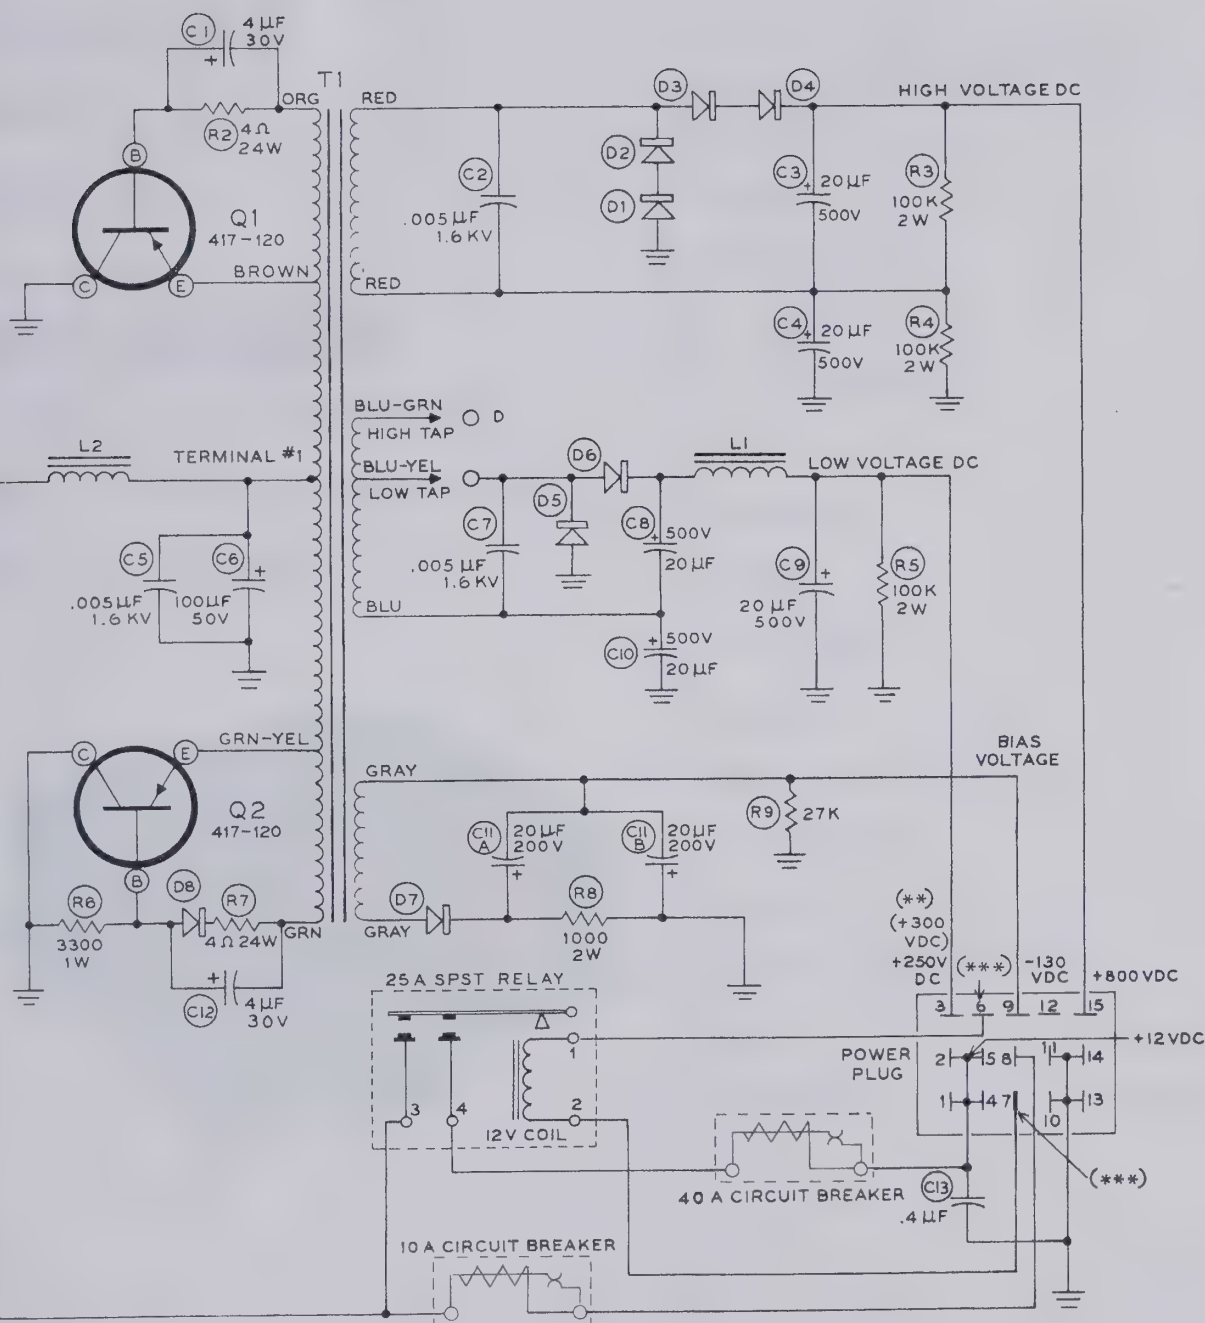 C1
4 µF
30V
T1
ORG
RED
R2
4Ω
24W
B
Q1
417-120
C
E
BROWN
C2
.005 µF
1.6 KV
D3
D4
HIGH VOLTAGE DC
D2
D1
C3
20 µF
500V
R3
100K
2W
RED
C4
20 µF
500V
R4
100K
2W
BLU-GRN
HIGH TAP
D
L2
TERMINAL #1
BLU-YEL
LOW TAP
D6
L1
LOW VOLTAGE DC
D5
C7
.005 µF
1.6 KV
C8
500V
20 µF
C9
20 µF
500V
R5
100K
2W
C5
.005 µF
1.6 KV
C6
100 µF
50V
BLU
C10
500V
20 µF
C
E
GRN-YEL
Q2
417-120
B
GRAY
BIAS
VOLTAGE
C11
A
20 µF
200V
C11
B
20 µF
200V
R9
27K
R6
3300
1W
D8
R7
4Ω 24W
GRN
C12
4 µF
30V
D7
GRAY
R8
1000
2W
25A SPST RELAY
1
2
3
4
12V COIL
(**)
(+300
VDC)
+250V
DC
(***)
-130
VDC
+800 VDC
3
6
9
12
15
+12 VDC
POWER
PLUG
2
5
8
11
14
1
4
7
10
13
(***)
40 A CIRCUIT BREAKER
C13
.4 µF
10 A CIRCUIT BREAKER